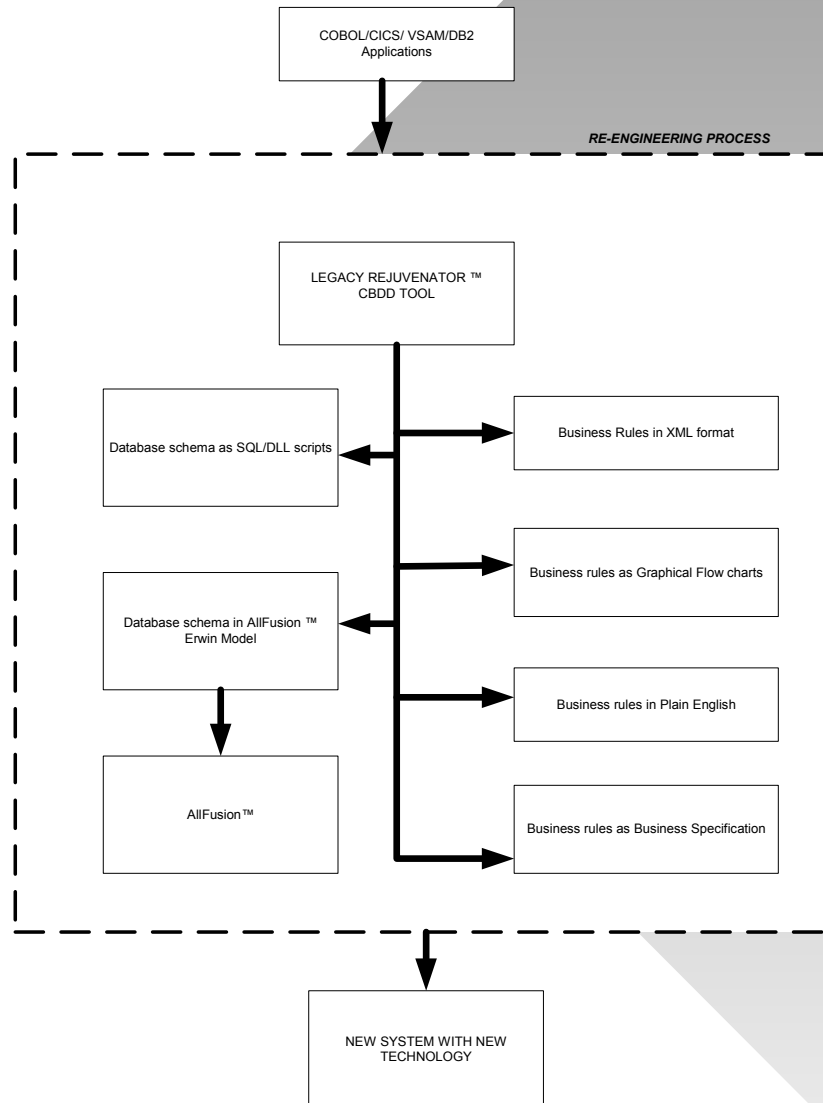 COBOL/CICS/ VSAM/DB2
Applications
RE-ENGINEERING PROCESS
LEGACY REJUVENATOR ™
CBDD TOOL
Database schema as SQL/DLL scripts
Business Rules in XML format
Business rules as Graphical Flow charts
Database schema in AllFusion ™
Erwin Model
Business rules in Plain English
AllFusion™
Business rules as Business Specification
NEW SYSTEM WITH NEW
TECHNOLOGY